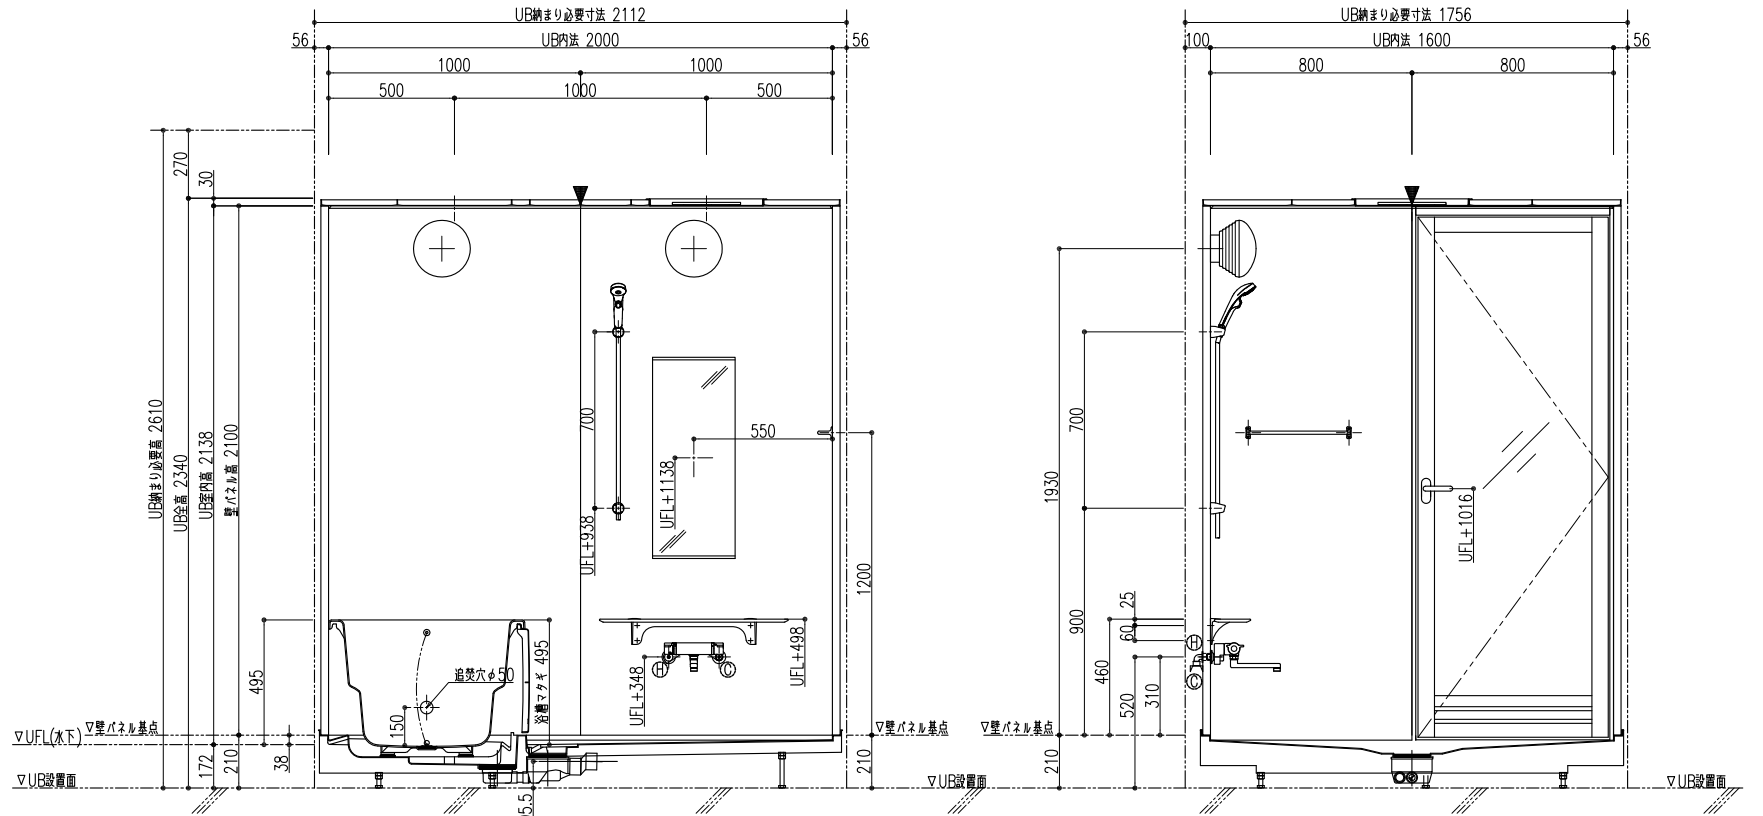 UB納まり必要寸法 2112
56
UB内法 2000
56
1000
1000
500
1000
500
UB納まり必要寸法 1756
100
UB内法 1600
56
800
800
270
30
UB納まり必要高 2610
UB全高 2340
UB室内高 2138
壁パネル高 2100
700
550
UFL+1138
UFL+938
1200
495
追焚穴φ50
150
浴槽マタギ 495
UFL+348
H
C
UFL+498
▽壁パネル基点
▽UFL(水下)
172
210
38
▽UB設置面
▽壁パネル基点
210
▽UB設置面
1930
700
900
UFL+1016
25
60
460
H
C
520
310
▽壁パネル基点
210
▽UB設置面